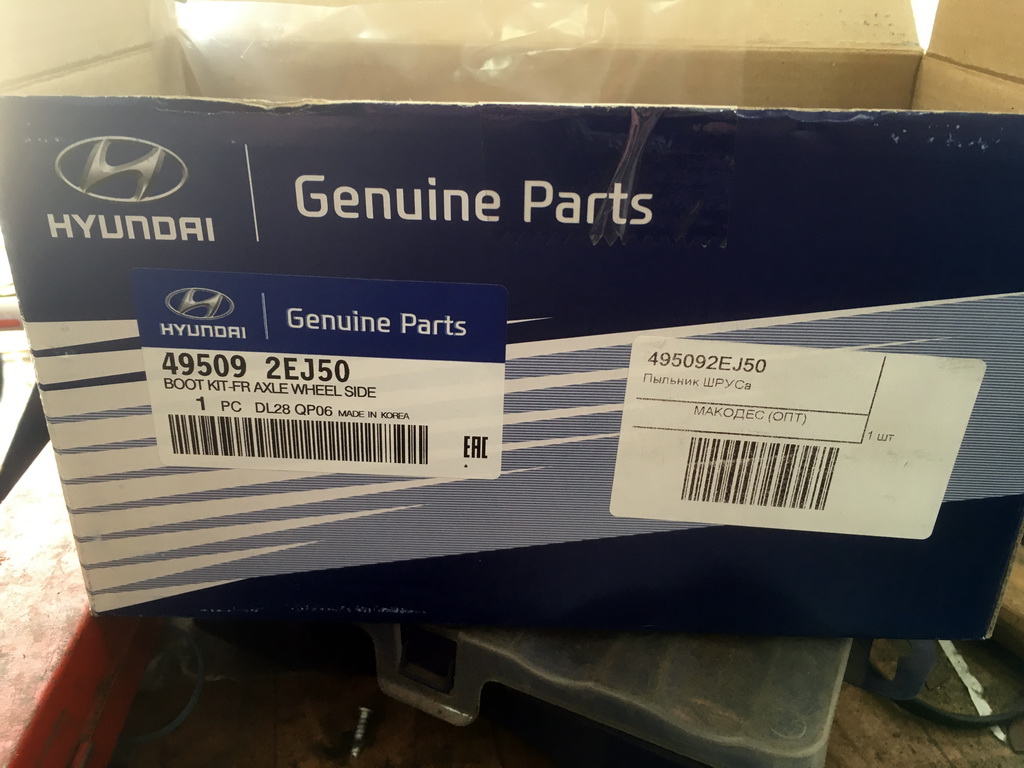 HYUNDAI
Genuine Parts
HYUNDAI
Genuine Parts
49509 2EJ50
BOOT KIT-FR AXLE WHEEL SIDE
1 PC DL28 QP06 MADE IN KOREA
EAC
495092EJ50
Пыльник ШРУСа
МАКОДЕС (ОПТ)
1 шт